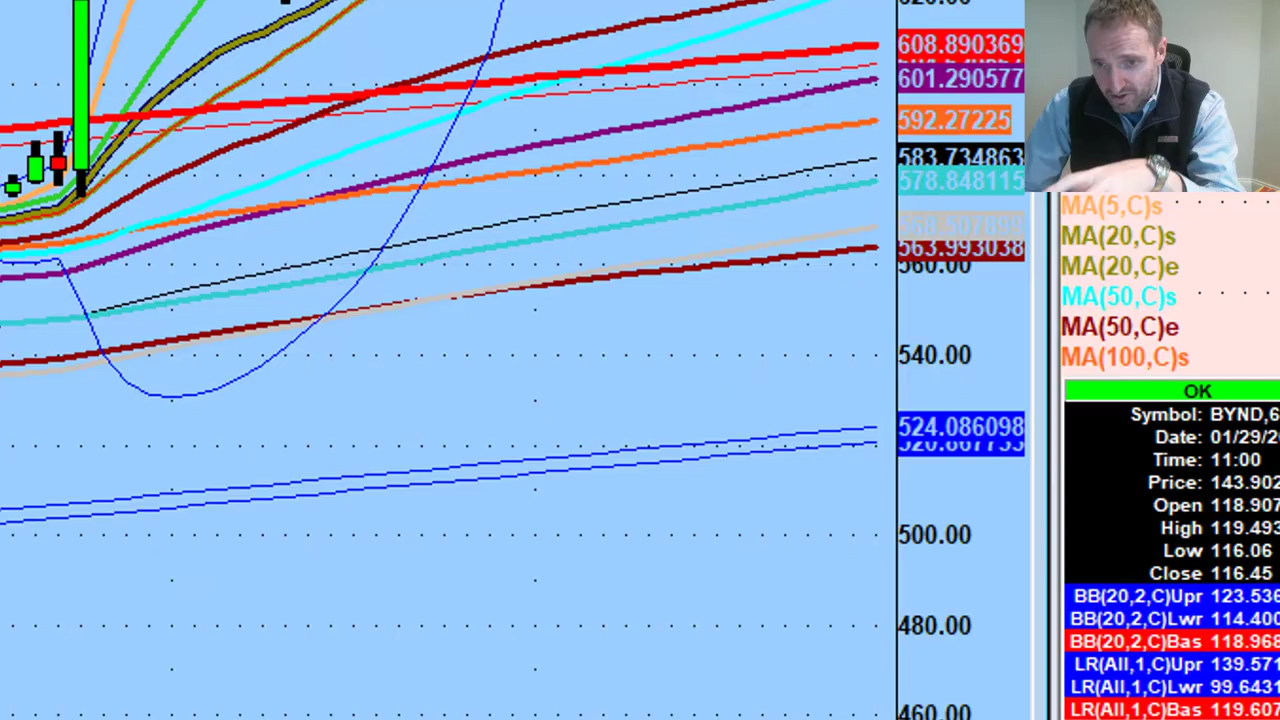 608.890369
601.290577
592.27225
583.734863
578.848115
563.993038
560.00
540.00
524.086098
500.00
480.00
460.00
MA(5,C)s
MA(20,C)s
MA(20,C)e
MA(50,C)s
MA(50,C)e
MA(100,C)s
OK
Symbol: BYND,6
Date: 01/29/20
Time: 11:00
Price: 143.902
Open 118.907
High 119.493
Low 116.06
Close 116.45
BB(20,2,C)Upr 123.536
BB(20,2,C)Lwr 114.400
BB(20,2,C)Bas 118.968
LR(All,1,C)Upr 139.571
LR(All,1,C)Lwr 99.6431
LR(All,1,C)Bas 119.607